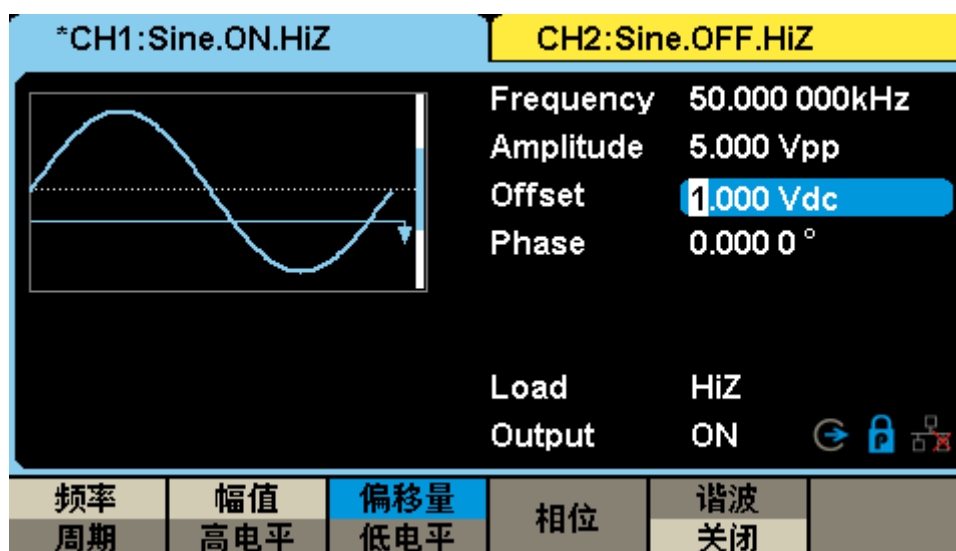 *CH1:Sine.ON.HiZ
CH2:Sine.OFF.HiZ
Frequency 50.000 000kHz
Amplitude 5.000 Vpp
Offset 1.000 Vdc
Phase 0.000 0 °
Load HiZ
Output ON
频率 幅值 偏移量 相位 谐波
周期 高电平 低电平 关闭